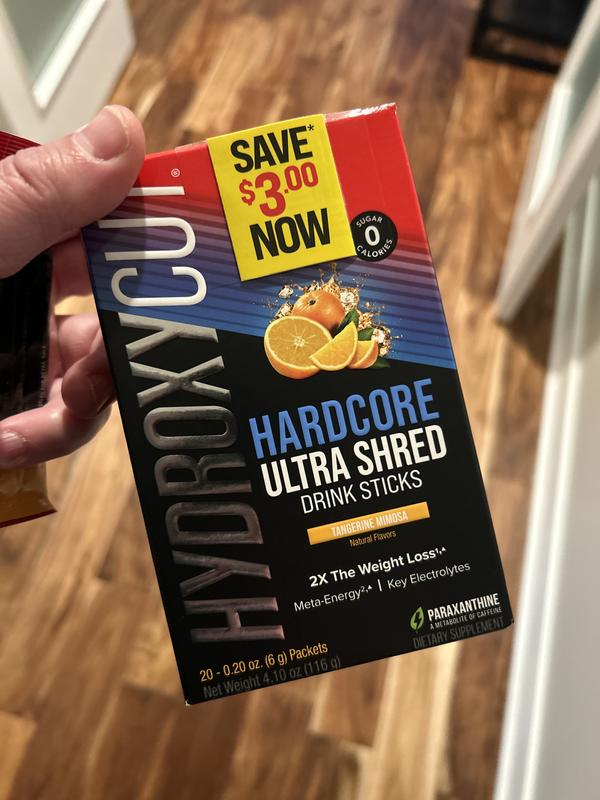 SAVE*
$3.00
NOW
SUGAR
0
CALORIES
HYDROXYCUT®
HARDCORE
ULTRA SHRED
DRINK STICKS
TANGERINE MIMOSA
Natural Flavors
2X The Weight Loss¹,▲
Meta-Energy²,▲ | Key Electrolytes
PARAXANTHINE
A METABOLITE OF CAFFEINE
DIETARY SUPPLEMENT
20 - 0.20 oz. (6 g) Packets
Net Weight 4.10 oz (116 g)